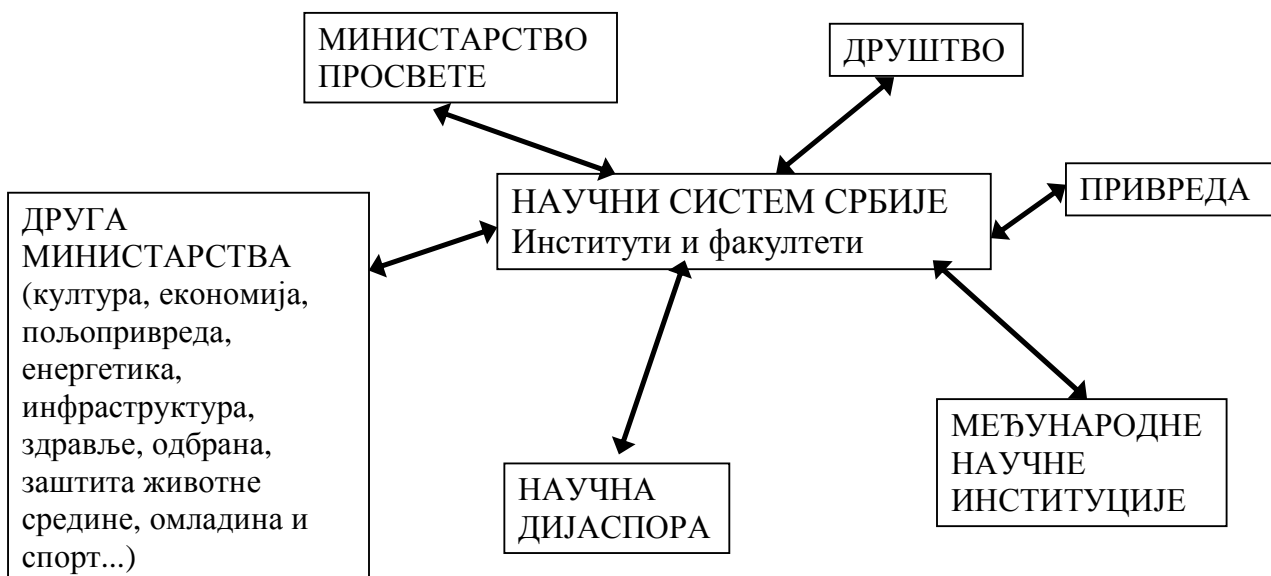 МИНИСТАРСТВО
ПРОСВЕТЕ
ДРУШТВО
НАУЧНИ СИСТЕМ СРБИЈЕ
Институти и факултети
ПРИВРЕДА
ДРУГА
МИНИСТАРСТВА
(култура, економија,
пољопривреда,
енергетика,
инфраструктура,
здравље, одбрана,
заштита животне
средине, омладина и
спорт...)
НАУЧНА
ДИЈАСПОРА
МЕЂУНАРОДНЕ
НАУЧНЕ
ИНСТИТУЦИЈЕ